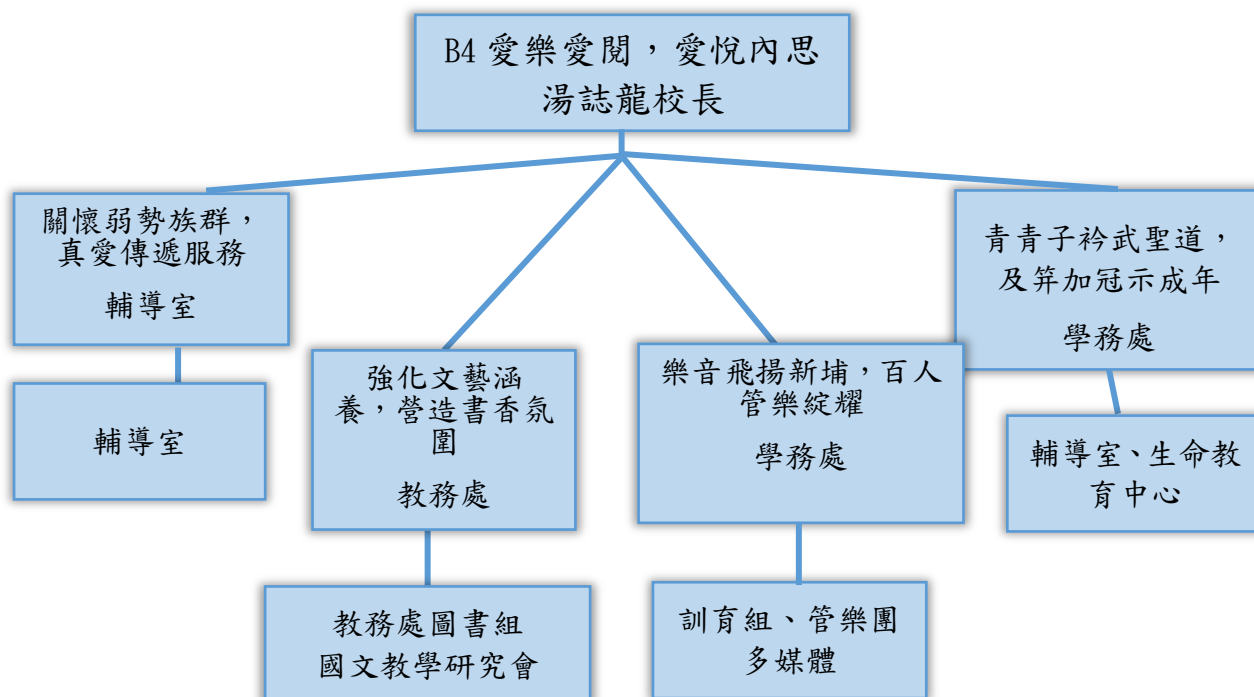 B4 愛樂愛閱，愛悅內思
湯誌龍校長
關懷弱勢族群，
真愛傳遞服務
輔導室
青青子衿武聖道，
及笄加冠示成年
學務處
強化文藝涵
養，營造書香氛
圍
教務處
樂音飛揚新埔，百人
管樂綻耀
學務處
輔導室
輔導室、生命教
育中心
教務處圖書組
國文教學研究會
訓育組、管樂團
多媒體